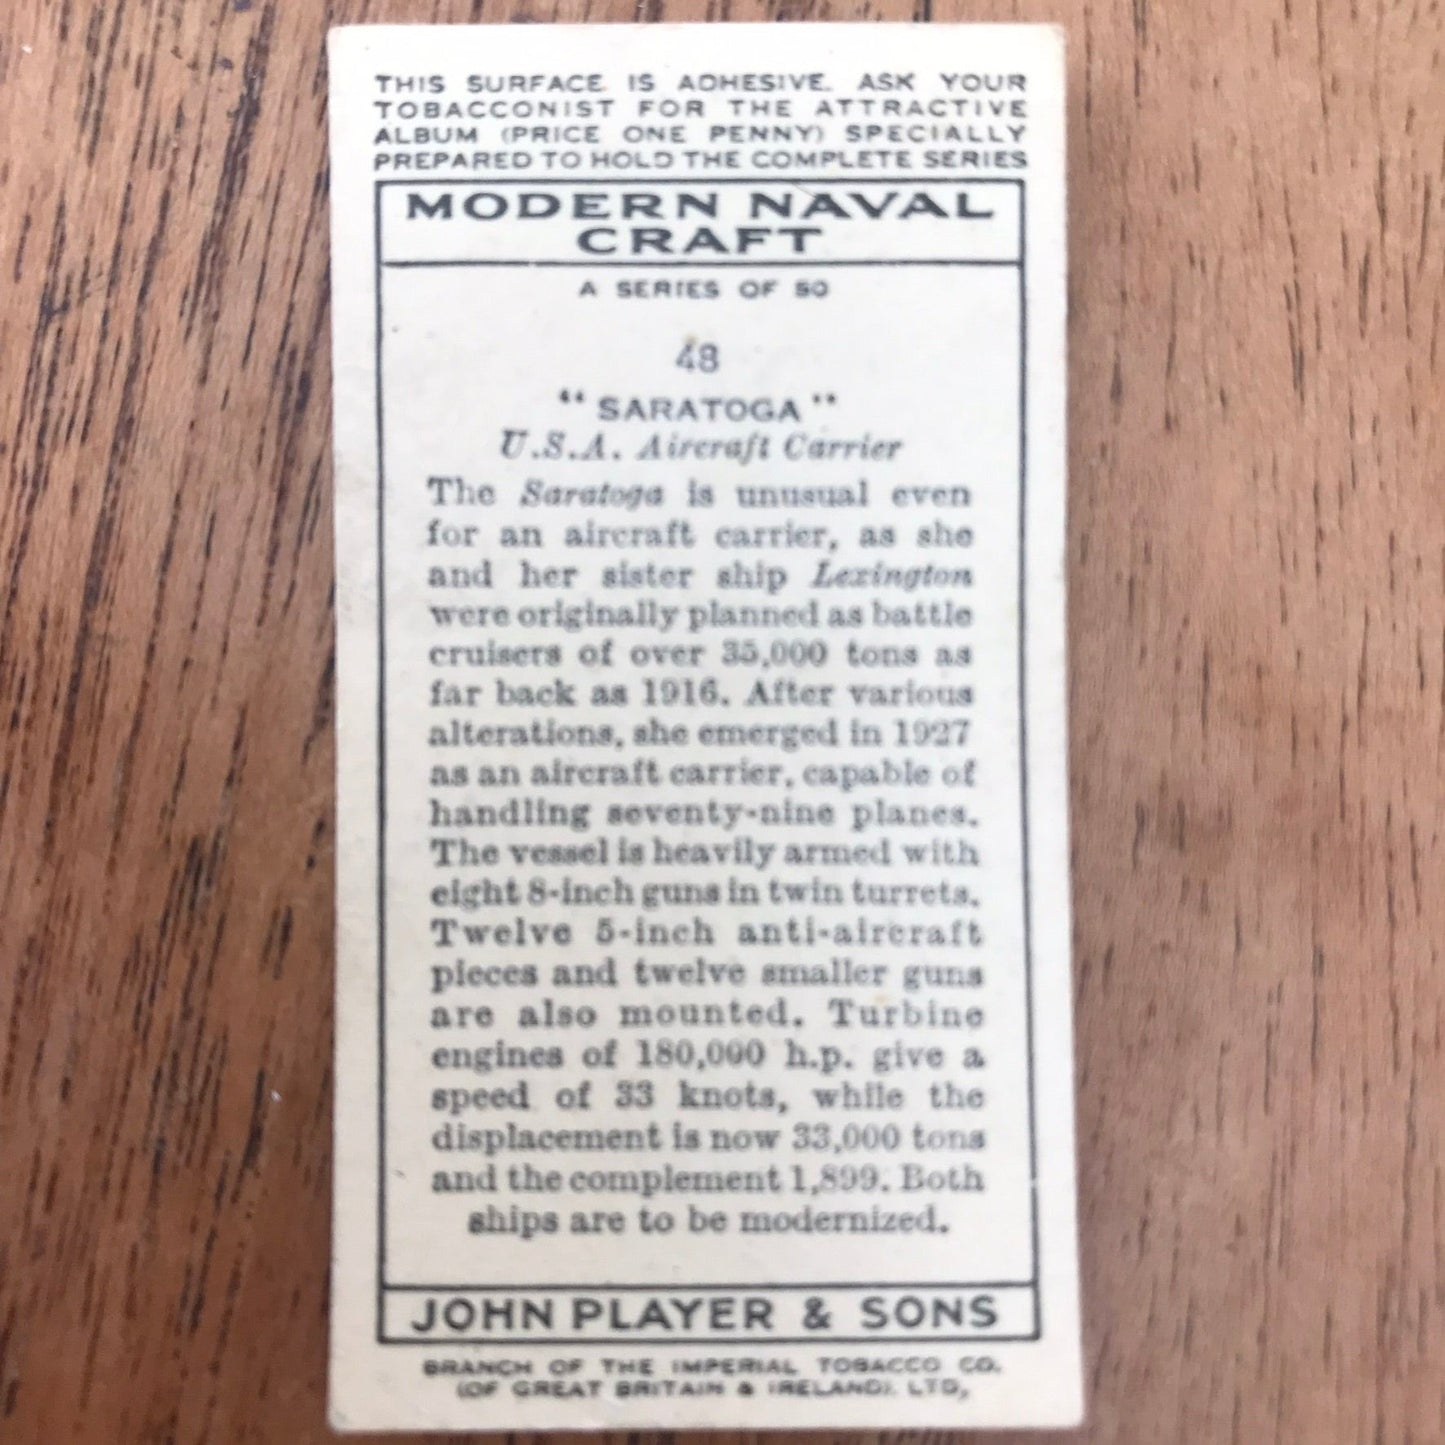 THIS SURFACE IS ADHESIVE. ASK YOUR
TOBACCONIST FOR THE ATTRACTIVE
ALBUM (PRICE ONE PENNY) SPECIALLY
PREPARED TO HOLD THE COMPLETE SERIES
MODERN NAVAL
CRAFT
A SERIES OF 50
48
"SARATOGA"
U.S.A. Aircraft Carrier
The Saratoga is unusual even
for an aircraft carrier, as she
and her sister ship Lexington
were originally planned as battle
cruisers of over 35,000 tons as
far back as 1916. After various
alterations, she emerged in 1927
as an aircraft carrier, capable of
handling seventy-nine planes.
The vessel is heavily armed with
eight 8-inch guns in twin turrets.
Twelve 5-inch anti-aircraft
pieces and twelve smaller guns
are also mounted. Turbine
engines of 180,000 h.p. give a
speed of 33 knots, while the
displacement is now 33,000 tons
and the complement 1,899. Both
ships are to be modernized.
JOHN PLAYER & SONS
BRANCH OF THE IMPERIAL TOBACCO CO.
(OF GREAT BRITAIN & IRELAND), LTD,